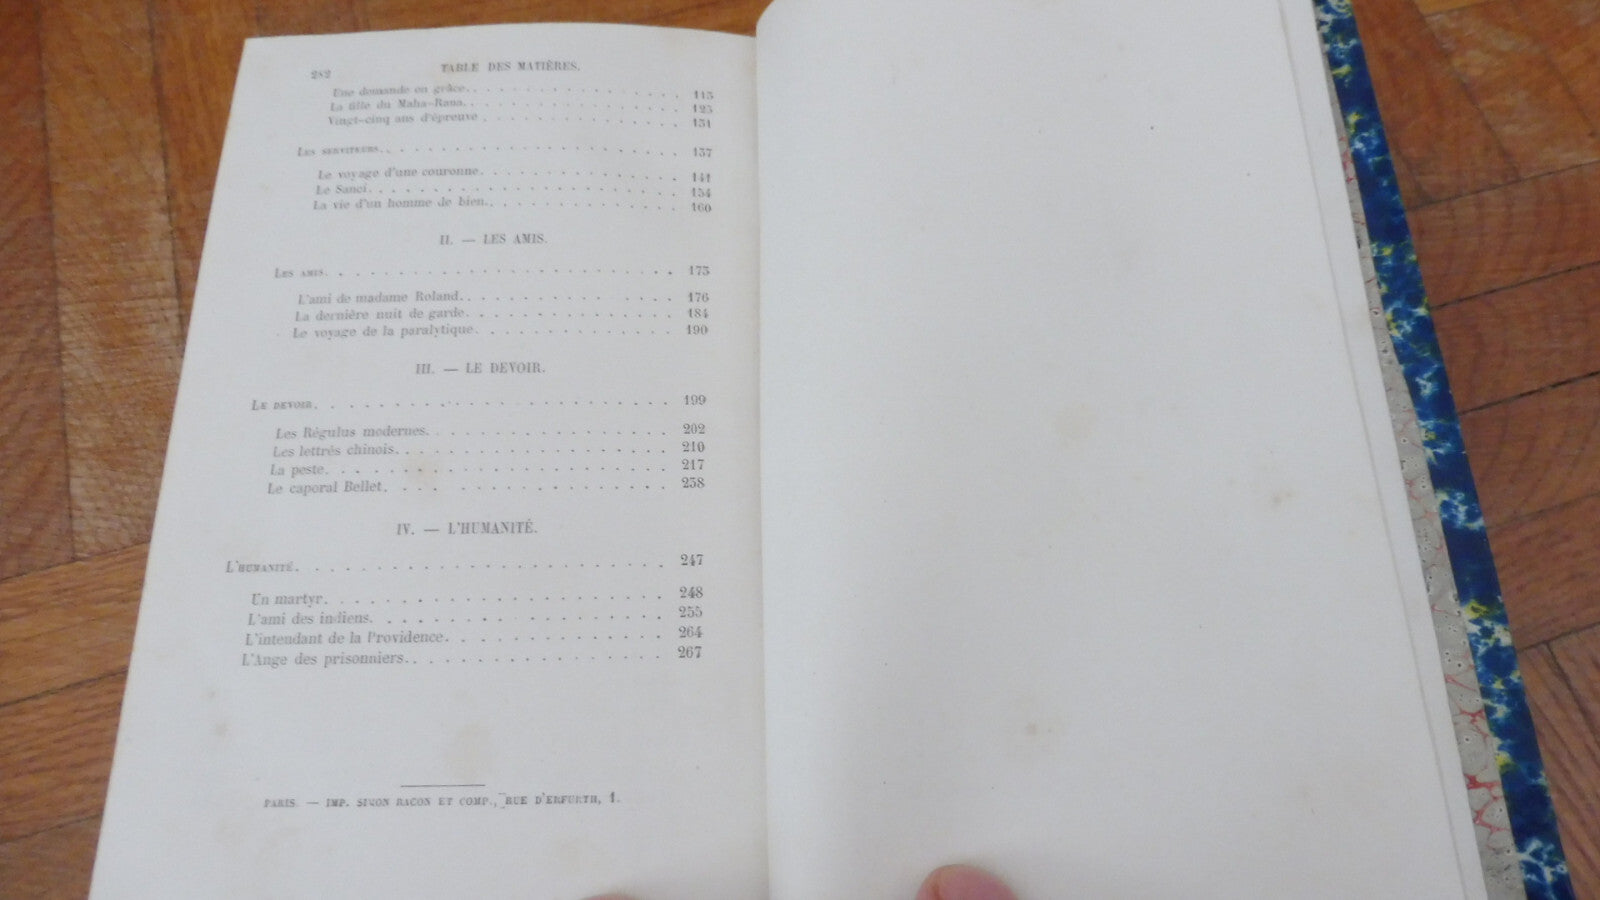 282 TABLE DES MATIÈRES.
Une demande en grâce. . . . . . . . . . . . . . . 115
La fille du Maha-Rana. . . . . . . . . . . . . . . 123
Vingt-cinq ans d'épreuve . . . . . . . . . . . . . 131
LES SERVITEURS. . . . . . . . . . . . . . . . . . 137
Le voyage d'une couronne. . . . . . . . . . . . . 141
Le Sanci. . . . . . . . . . . . . . . . . . . . . 154
La vie d'un homme de bien. . . . . . . . . . . . 160
II. — LES AMIS.
LES AMIS. . . . . . . . . . . . . . . . . . . . . 175
L'ami de madame Roland. . . . . . . . . . . . . . 176
La dernière nuit de garde. . . . . . . . . . . . 184
Le voyage de la paralytique. . . . . . . . . . . 190
III. — LE DEVOIR.
LE DEVOIR. . . . . . . . . . . . . . . . . . . . 199
Les Régulus modernes. . . . . . . . . . . . . . . 202
Les lettrés chinois. . . . . . . . . . . . . . . 210
La peste. . . . . . . . . . . . . . . . . . . . . 217
Le caporal Bellet. . . . . . . . . . . . . . . . 238
IV. — L'HUMANITÉ.
L'HUMANITÉ. . . . . . . . . . . . . . . . . . . . 247
Un martyr. . . . . . . . . . . . . . . . . . . . 248
L'ami des indiens. . . . . . . . . . . . . . . . 255
L'intendant de la Providence. . . . . . . . . . . 264
L'Ange des prisonniers. . . . . . . . . . . . . . 267
PARIS. — IMP. SIMON RACON ET COMP., RUE D'ERFURTH, 1.